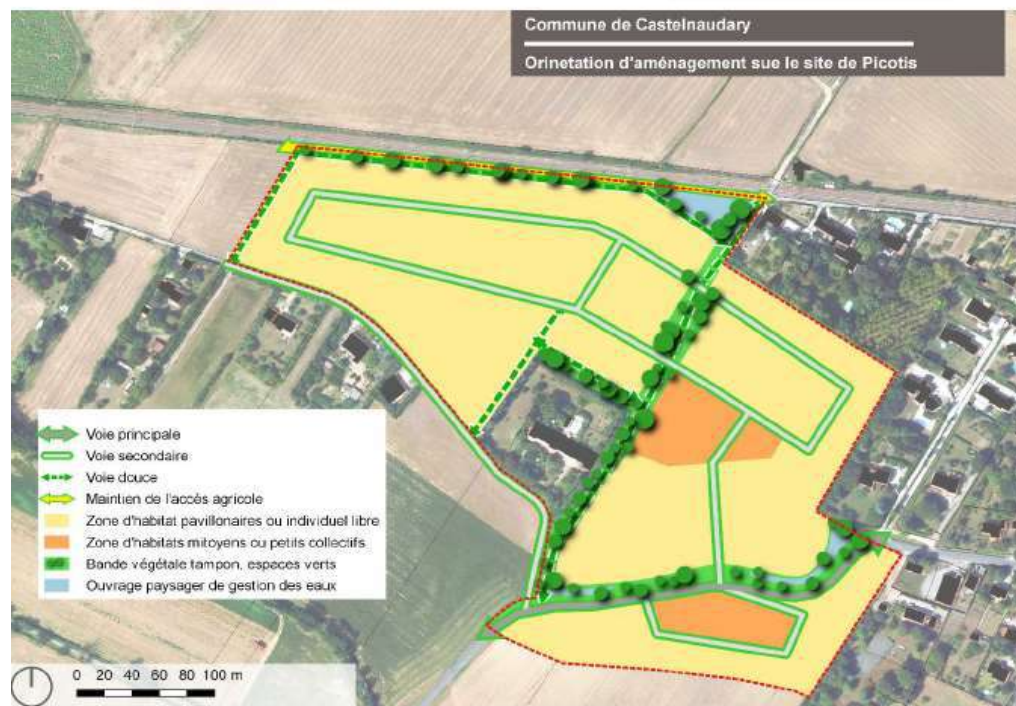 Commune de Castelnaudary
Orinetation d'aménagement sue le site de Picotis
Voie principale
Voie secondaire
Voie douce
Maintien de l'accès agricole
Zone d'habitat pavillonaires ou individuel libre
Zone d'habitats mitoyens ou petits collectifs
Bande végétale tampon, espaces verts
Ouvrage paysager de gestion des eaux
0 20 40 60 80 100 m